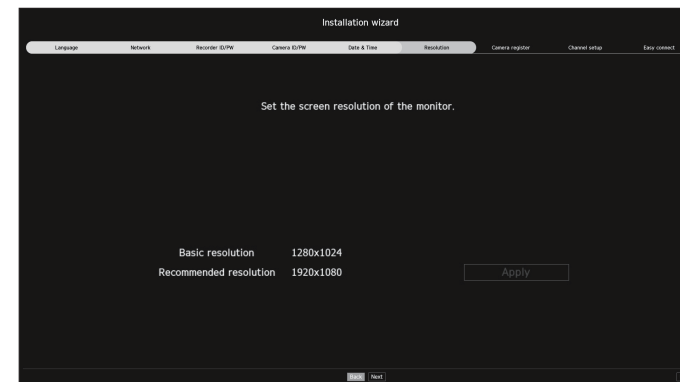 Installation wizard
Language Network Recorder ID/PW Camera ID/PW Date & Time Resolution Camera register Channel setup Easy connect
Set the screen resolution of the monitor.
Basic resolution 1280x1024
Recommended resolution 1920x1080 Apply
Back Next